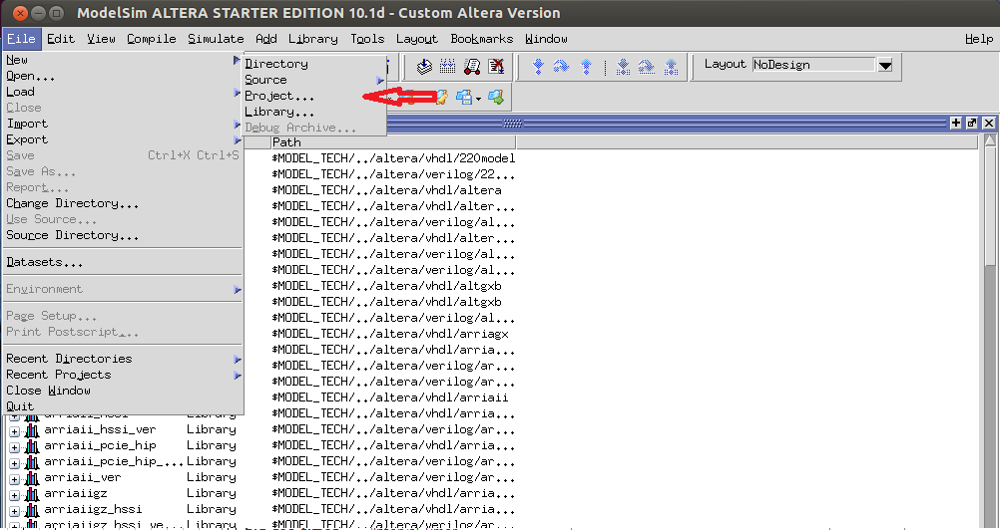 ModelSim ALTERA STARTER EDITION 10.1d - Custom Altera Version
File Edit View Compile Simulate Add Library Tools Layout Bookmarks Window Help
Layout NoDesign
New
Open...
Load
Close
Import
Export
Save Ctrl+X Ctrl+S
Save As...
Report...
Change Directory...
Use Source...
Source Directory...
Datasets...
Environment
Page Setup...
Print Postscript...
Recent Directories
Recent Projects
Close Window
Quit
Directory
Source
Project...
Library...
Debug Archive...
Path
$MODEL_TECH/../altera/vhdl/220model
$MODEL_TECH/../altera/verilog/22...
$MODEL_TECH/../altera/vhdl/altera
$MODEL_TECH/../altera/vhdl/alter...
$MODEL_TECH/../altera/verilog/al...
$MODEL_TECH/../altera/vhdl/alter...
$MODEL_TECH/../altera/verilog/al...
$MODEL_TECH/../altera/verilog/al...
$MODEL_TECH/../altera/vhdl/altgxb
$MODEL_TECH/../altera/vhdl/altgxb
$MODEL_TECH/../altera/verilog/al...
$MODEL_TECH/../altera/vhdl/arriagx
$MODEL_TECH/../altera/vhdl/arria...
$MODEL_TECH/../altera/verilog/ar...
$MODEL_TECH/../altera/verilog/ar...
$MODEL_TECH/../altera/vhdl/arriaii
arriaii_hssi Library $MODEL_TECH/../altera/vhdl/arria...
arriaii_hssi_ver Library $MODEL_TECH/../altera/verilog/ar...
arriaii_pcie_hip Library $MODEL_TECH/../altera/vhdl/arria...
arriaii_pcie_hip_... Library $MODEL_TECH/../altera/verilog/ar...
arriaii_ver Library $MODEL_TECH/../altera/verilog/ar...
arriaiigz Library $MODEL_TECH/../altera/vhdl/arria...
arriaiigz_hssi Library $MODEL_TECH/../altera/vhdl/arria...
arriaiigz_hssi_ve... Library $MODEL_TECH/../altera/verilog/ar...